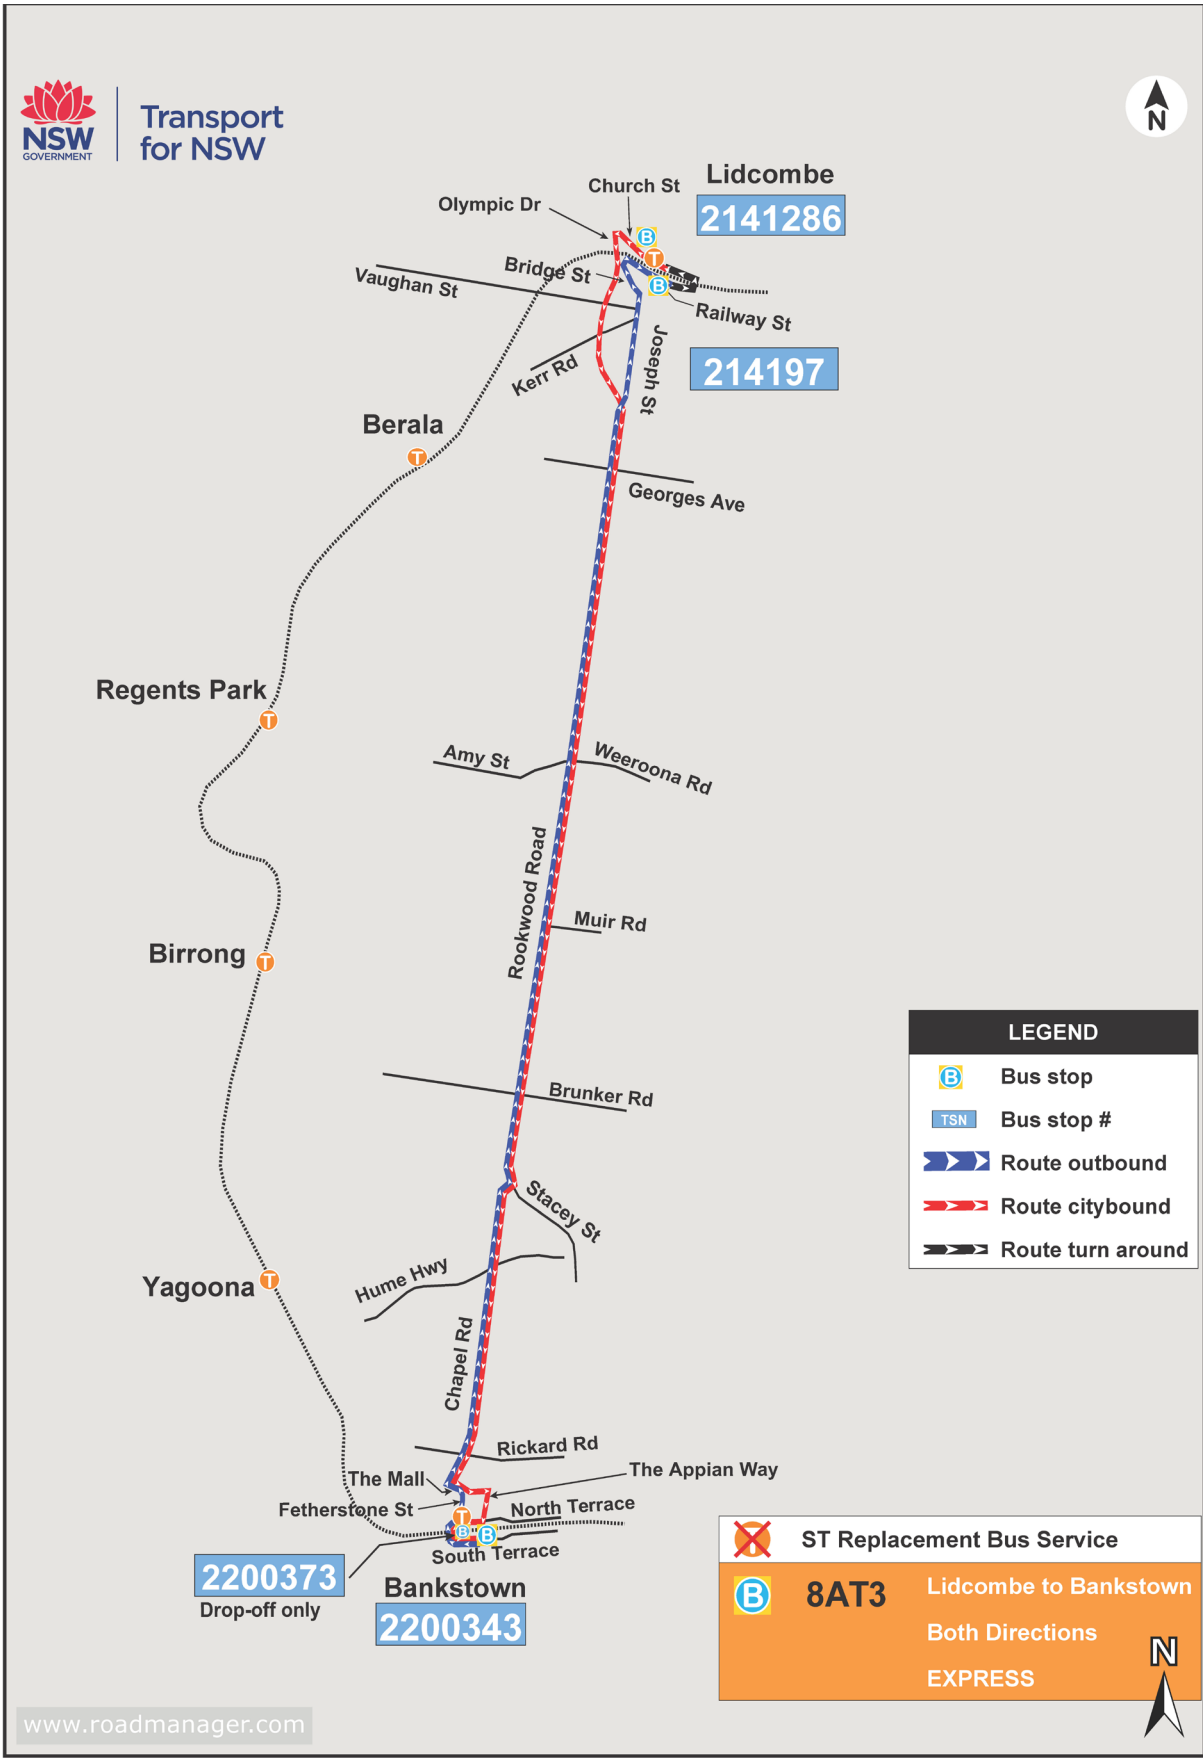 NSW
GOVERNMENT
Transport
for NSW
N
Lidcombe
2141286
Church St
Olympic Dr
B
T
Bridge St
Vaughan St
B
Railway St
Kerr Rd
Joseph St
214197
Berala
T
Georges Ave
Regents Park
T
Amy St
Weeroona Rd
Rookwood Road
Muir Rd
Birrong
T
Brunker Rd
Stacey St
Yagoona
T
Hume Hwy
Chapel Rd
Rickard Rd
The Mall
The Appian Way
Fetherstone St
North Terrace
T
B
B
South Terrace
2200373
Drop-off only
Bankstown
2200343
LEGEND
B Bus stop
TSN Bus stop #
Route outbound
Route citybound
Route turn around
T ST Replacement Bus Service
B 8AT3 Lidcombe to Bankstown
Both Directions
EXPRESS
N
www.roadmanager.com